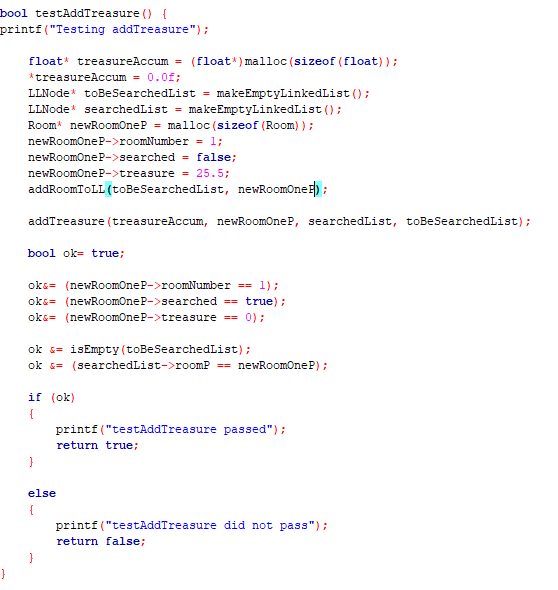 bool testAddTreasure() {
printf("Testing addTreasure");
float* treasureAccum = (float*)malloc(sizeof(float));
*treasureAccum = 0.0f;
LLNode* toBeSearchedList = makeEmptyLinkedList();
LLNode* searchedList = makeEmptyLinkedList();
Room* newRoomOneP = malloc(sizeof(Room));
newRoomOneP->roomNumber = 1;
newRoomOneP->searched = false;
newRoomOneP->treasure = 25.5;
addRoomToLL(toBeSearchedList, newRoomOneP);
addTreasure(treasureAccum, newRoomOneP, searchedList, toBeSearchedList);
bool ok= true;
ok&= (newRoomOneP->roomNumber == 1);
ok&= (newRoomOneP->searched == true);
ok&= (newRoomOneP->treasure == 0);
ok &= isEmpty(toBeSearchedList);
ok &= (searchedList->roomP == newRoomOneP);
if (ok)
{
printf("testAddTreasure passed");
return true;
}
else
{
printf("testAddTreasure did not pass");
return false;
}
}